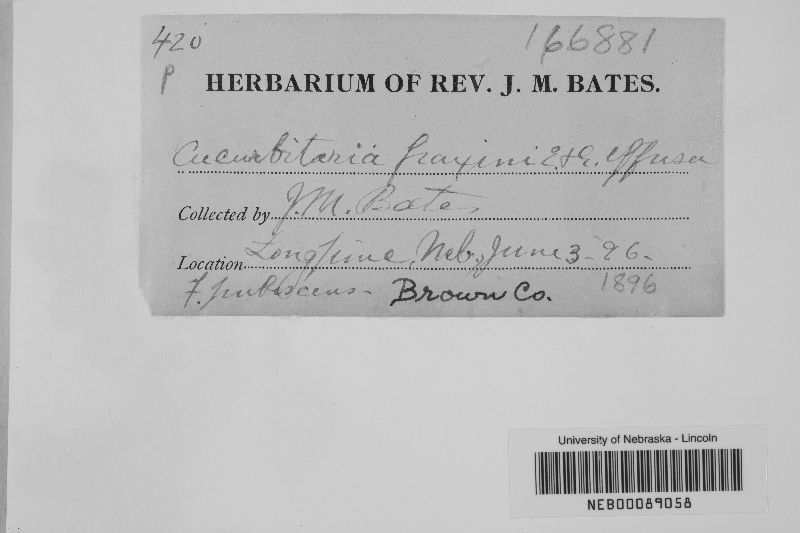 420
166881
P
HERBARIUM OF REV. J. M. BATES.
Cucurbitaria fraxini E.&E. effusa
Collected by J. M. Bates
Location Longpine, Neb., June 3-96-
F. pubescens - Brown Co. 1896
University of Nebraska - Lincoln
NEB00089058